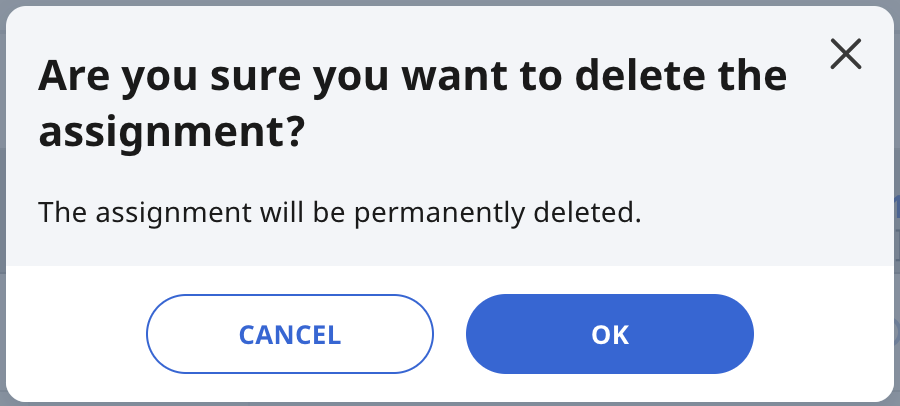 Are you sure you want to delete the
assignment?
The assignment will be permanently deleted.
CANCEL
OK